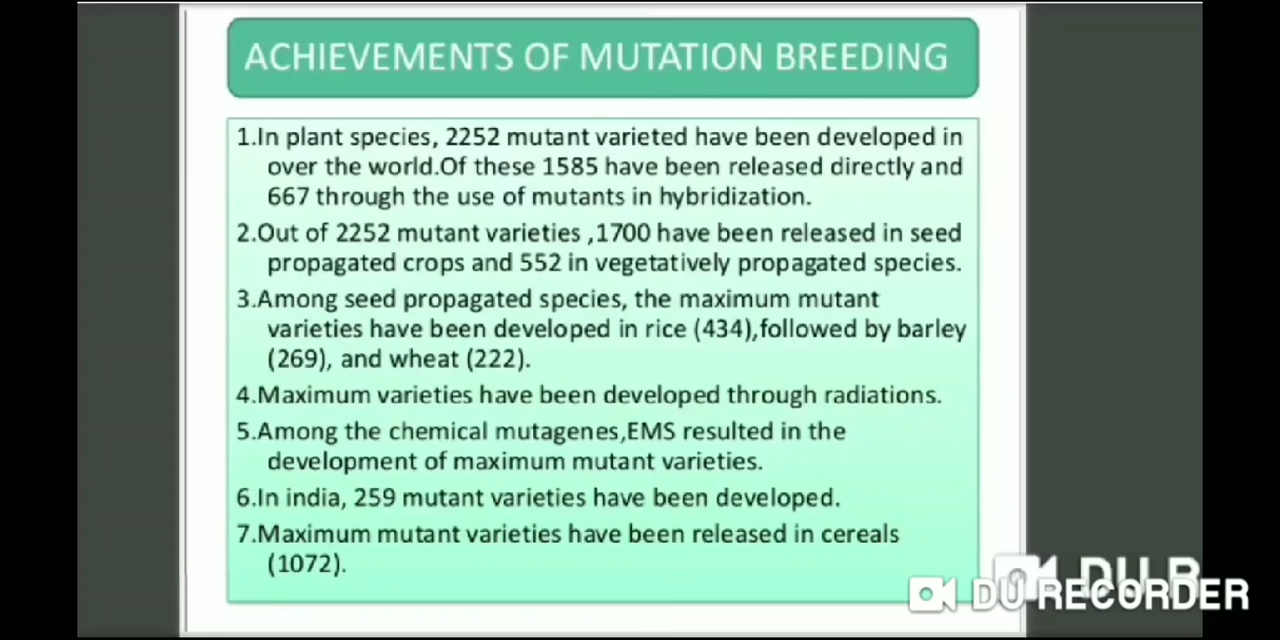 ACHIEVEMENTS OF MUTATION BREEDING
1.In plant species, 2252 mutant varieted have been developed in
over the world.Of these 1585 have been released directly and
667 through the use of mutants in hybridization.
2.Out of 2252 mutant varieties ,1700 have been released in seed
propagated crops and 552 in vegetatively propagated species.
3.Among seed propagated species, the maximum mutant
varieties have been developed in rice (434),followed by barley
(269), and wheat (222).
4.Maximum varieties have been developed through radiations.
5.Among the chemical mutagenes,EMS resulted in the
development of maximum mutant varieties.
6.In india, 259 mutant varieties have been developed.
7.Maximum mutant varieties have been released in cereals
(1072).
DU R
DU RECORDER